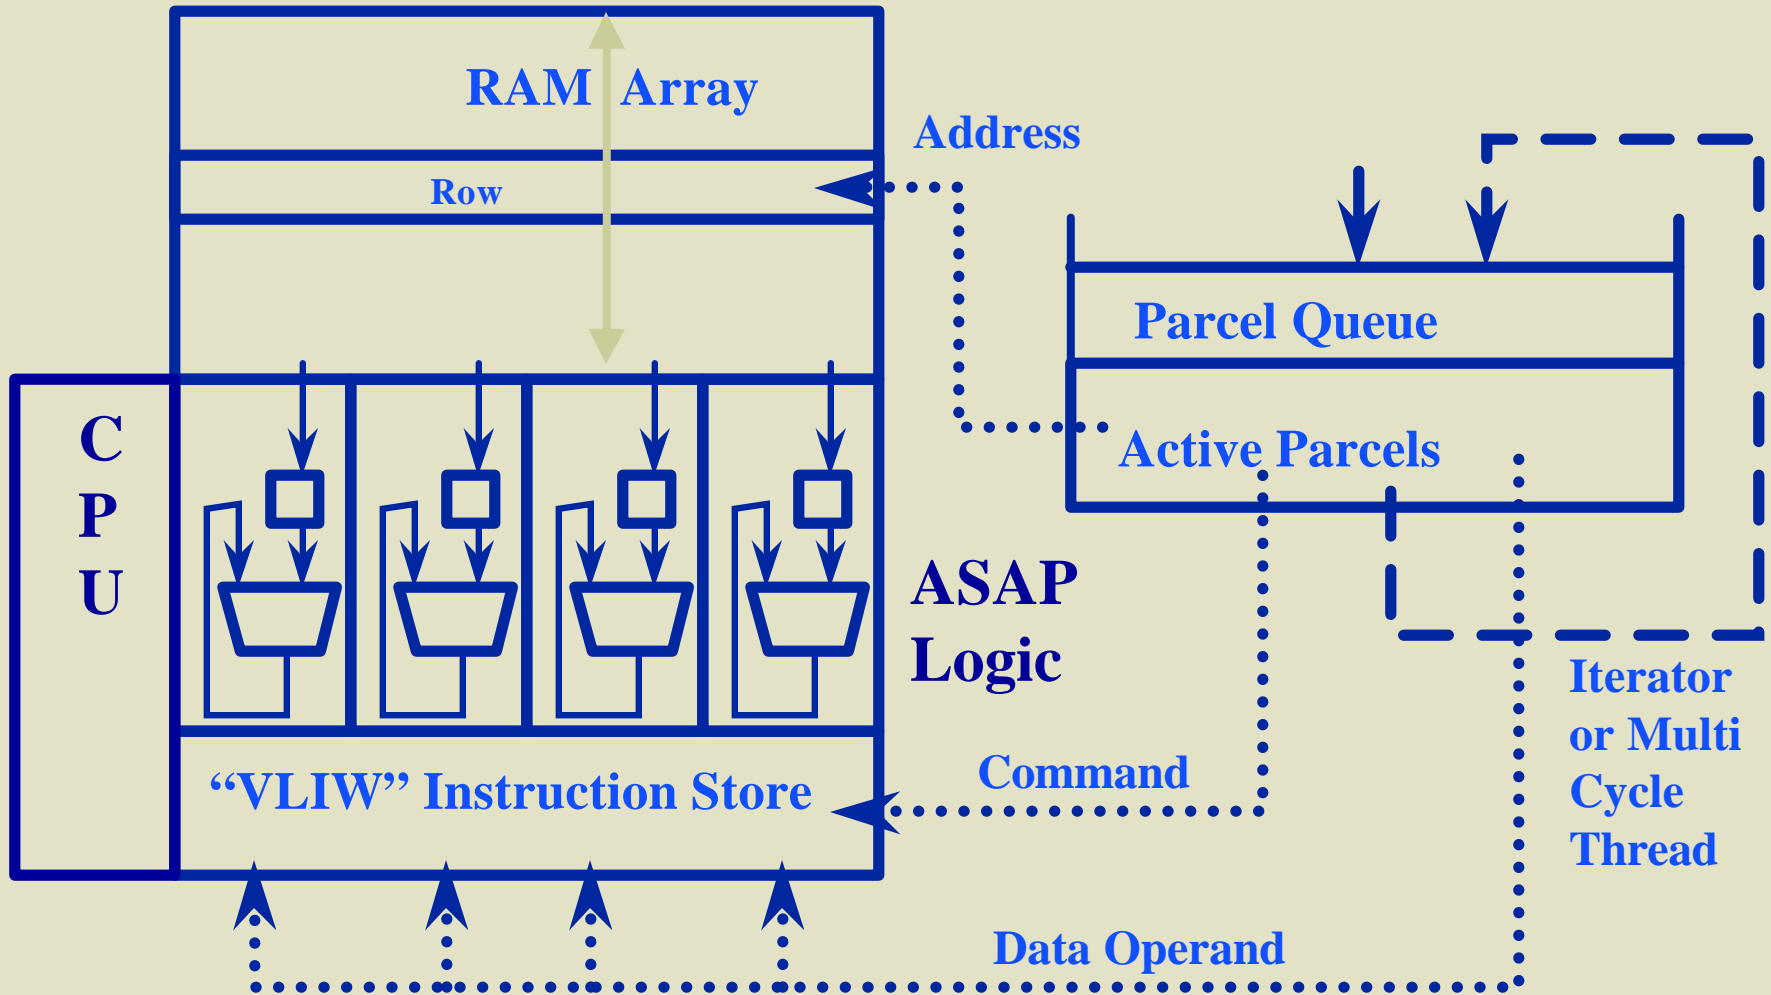 RAM Array
Address
Row
Parcel Queue
C
P
U
Active Parcels
ASAP
Logic
Iterator
or Multi
Cycle
Thread
Command
“VLIW” Instruction Store
Data Operand